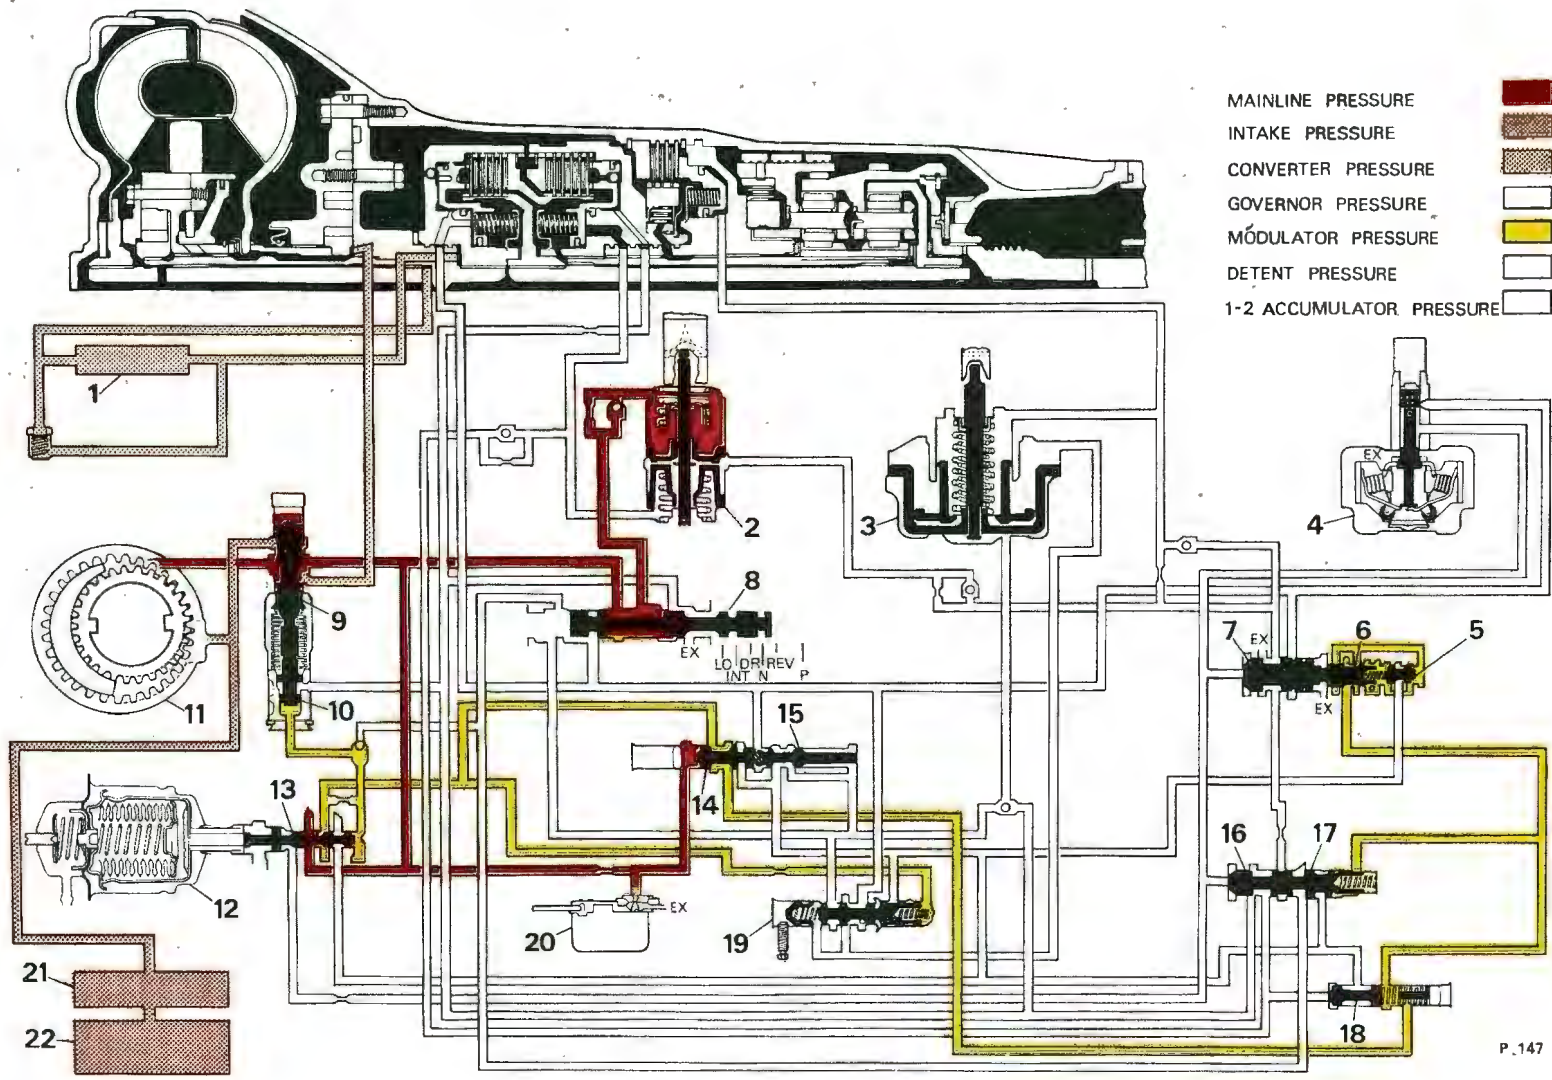 MAINLINE PRESSURE
INTAKE PRESSURE
CONVERTER PRESSURE
GOVERNOR PRESSURE
MODULATOR PRESSURE
DETENT PRESSURE
1-2 ACCUMULATOR PRESSURE
1
2
3
4
EX
5
6
7
EX
EX
8
EX
LO DR REV
INT N P
9
10
11
12
13
14
15
16
17
18
19
20
EX
21
22
P.147